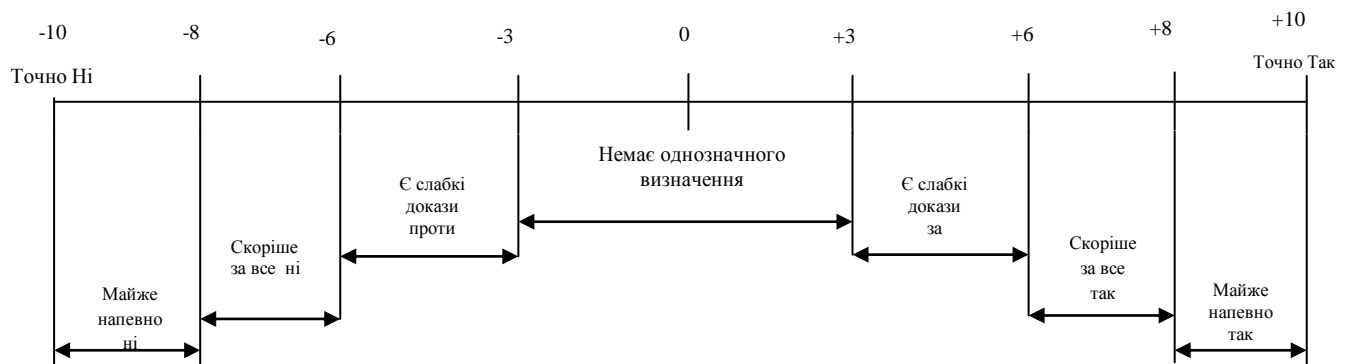 -10 -8 -6 -3 0 +3 +6 +8 +10
Точно Ні
Точно Так
Майже
напевно
ні
Скоріше
за все ні
Є слабкі
докази
проти
Немає однозначного
визначення
Є слабкі
докази
за
Скоріше
за все
так
Майже
напевно
так